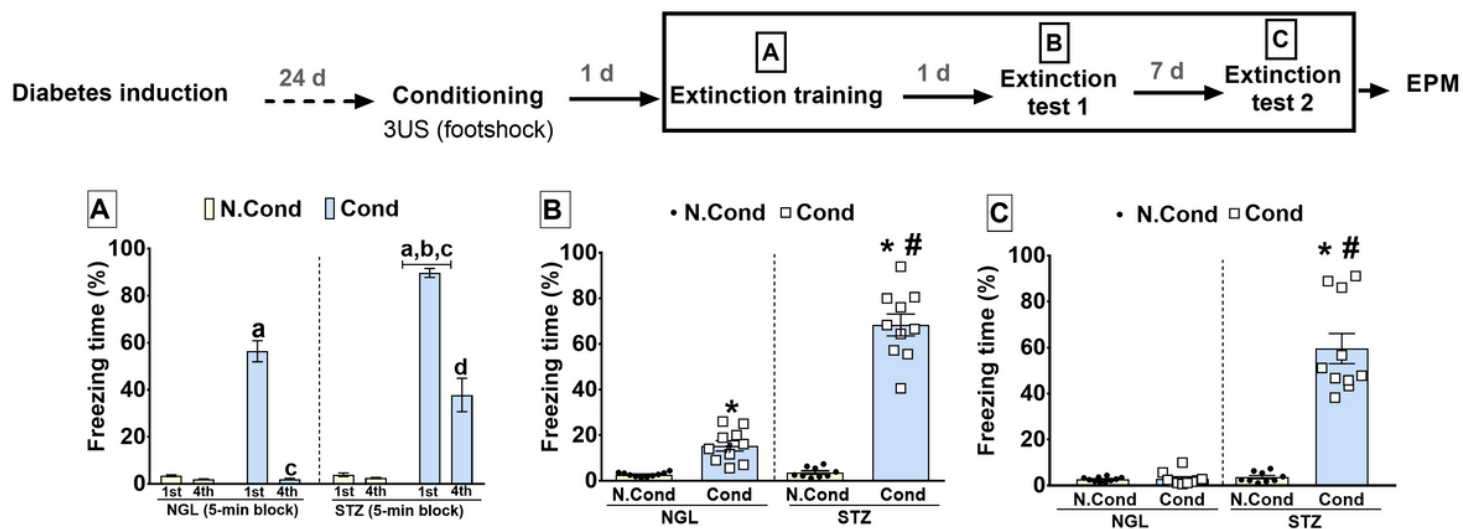 A
B
C
24 d
1 d
1 d
7 d
Diabetes induction
Conditioning
3US (footshock)
Extinction training
Extinction
test 1
Extinction
test 2
EPM
A
N.Cond Cond
Freezing time (%)
100
80
60
40
20
0
a
c
a,b,c
d
1st 4th 1st 4th 1st 4th 1st 4th
NGL (5-min block) STZ (5-min block)
B
N.Cond Cond
Freezing time (%)
100
80
60
40
20
0
*
* #
N.Cond Cond N.Cond Cond
NGL STZ
C
N.Cond Cond
Freezing time (%)
100
80
60
40
20
0
* #
N.Cond Cond N.Cond Cond
NGL STZ